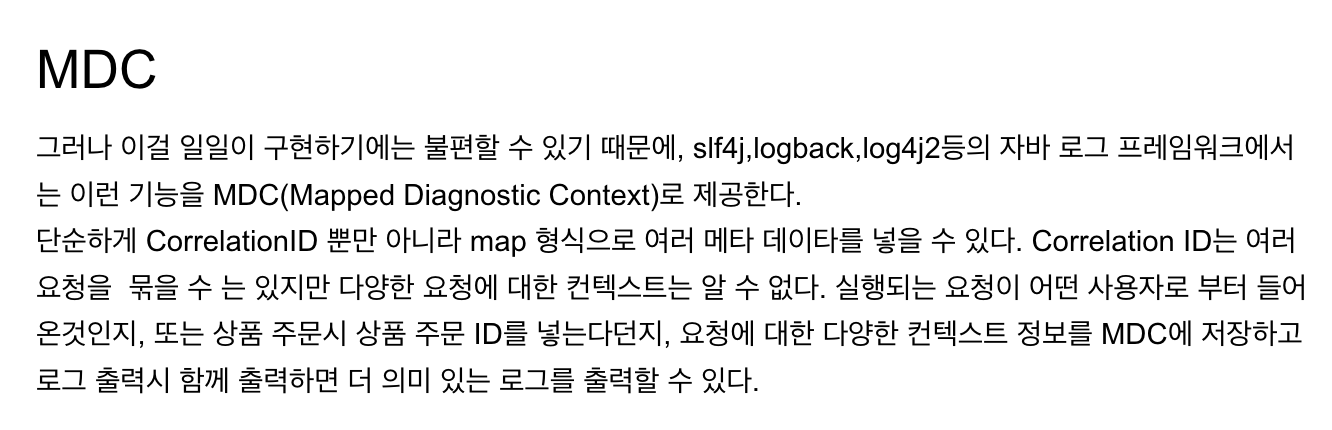 MDC
그러나 이걸 일일이 구현하기에는 불편할 수 있기 때문에, slf4j,logback,log4j2등의 자바 로그 프레임워크에서
는 이런 기능을 MDC(Mapped Diagnostic Context)로 제공한다.
단순하게 CorrelationID 뿐만 아니라 map 형식으로 여러 메타 데이타를 넣을 수 있다. Correlation ID는 여러
요청을  묶을 수 는 있지만 다양한 요청에 대한 컨텍스트는 알 수 없다. 실행되는 요청이 어떤 사용자로 부터 들어
온것인지, 또는 상품 주문시 상품 주문 ID를 넣는다던지, 요청에 대한 다양한 컨텍스트 정보를 MDC에 저장하고
로그 출력시 함께 출력하면 더 의미 있는 로그를 출력할 수 있다.